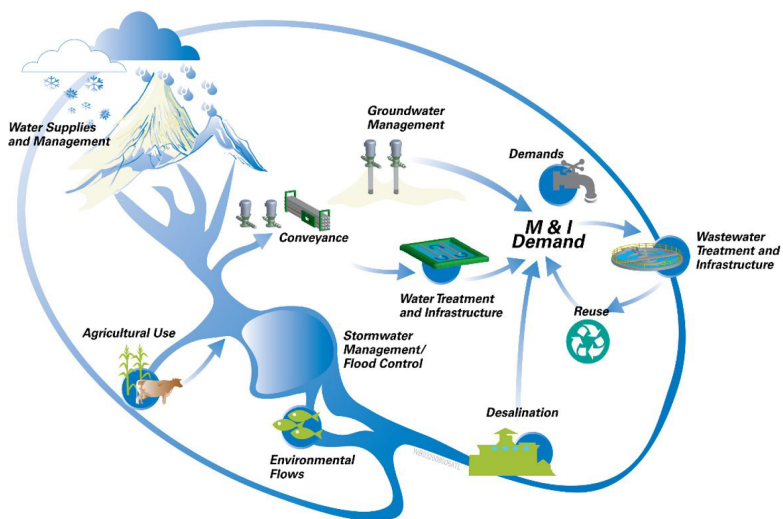 Water Supplies
and Management
Groundwater
Management
Demands
Conveyance
M & I
Demand
Wastewater
Treatment and
Infrastructure
Water Treatment
and Infrastructure
Agricultural Use
Stormwater
Management/
Flood Control
Reuse
Desalination
Environmental
Flows